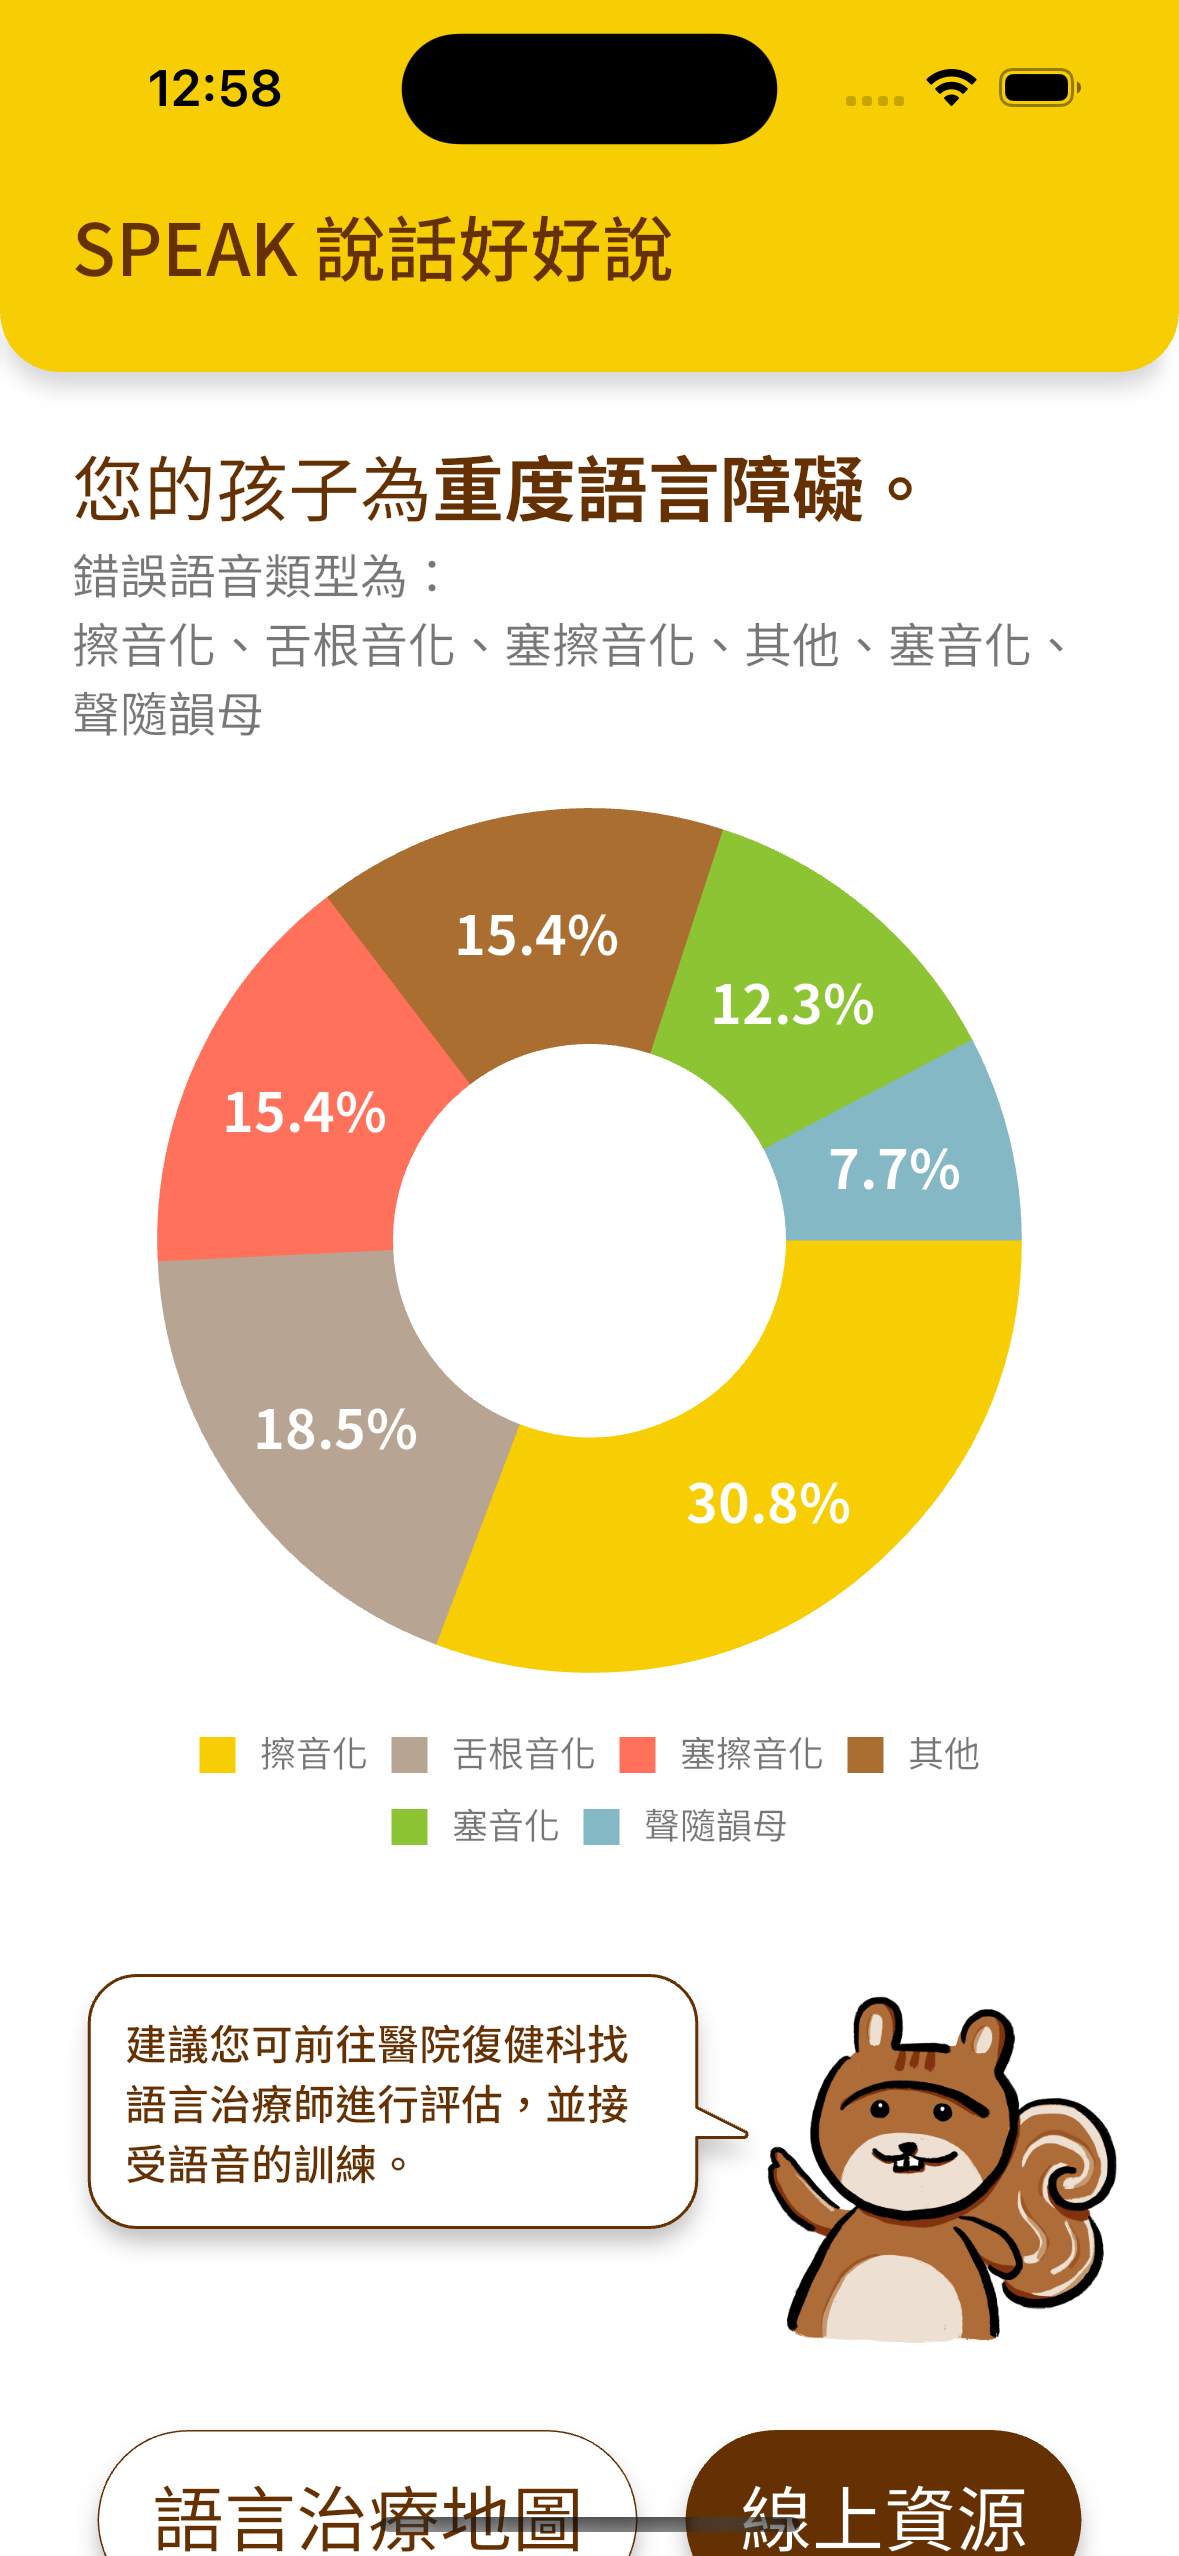 12:58
SPEAK 說話好好說
您的孩子為重度語言障礙。
錯誤語音類型為：
擦音化、舌根音化、塞擦音化、其他、塞音化、
聲隨韻母
15.4%
12.3%
15.4%
7.7%
18.5%
30.8%
擦音化 舌根音化 塞擦音化 其他
塞音化 聲隨韻母
建議您可前往醫院復健科找
語言治療師進行評估，並接
受語音的訓練。
語言治療地圖 線上資源